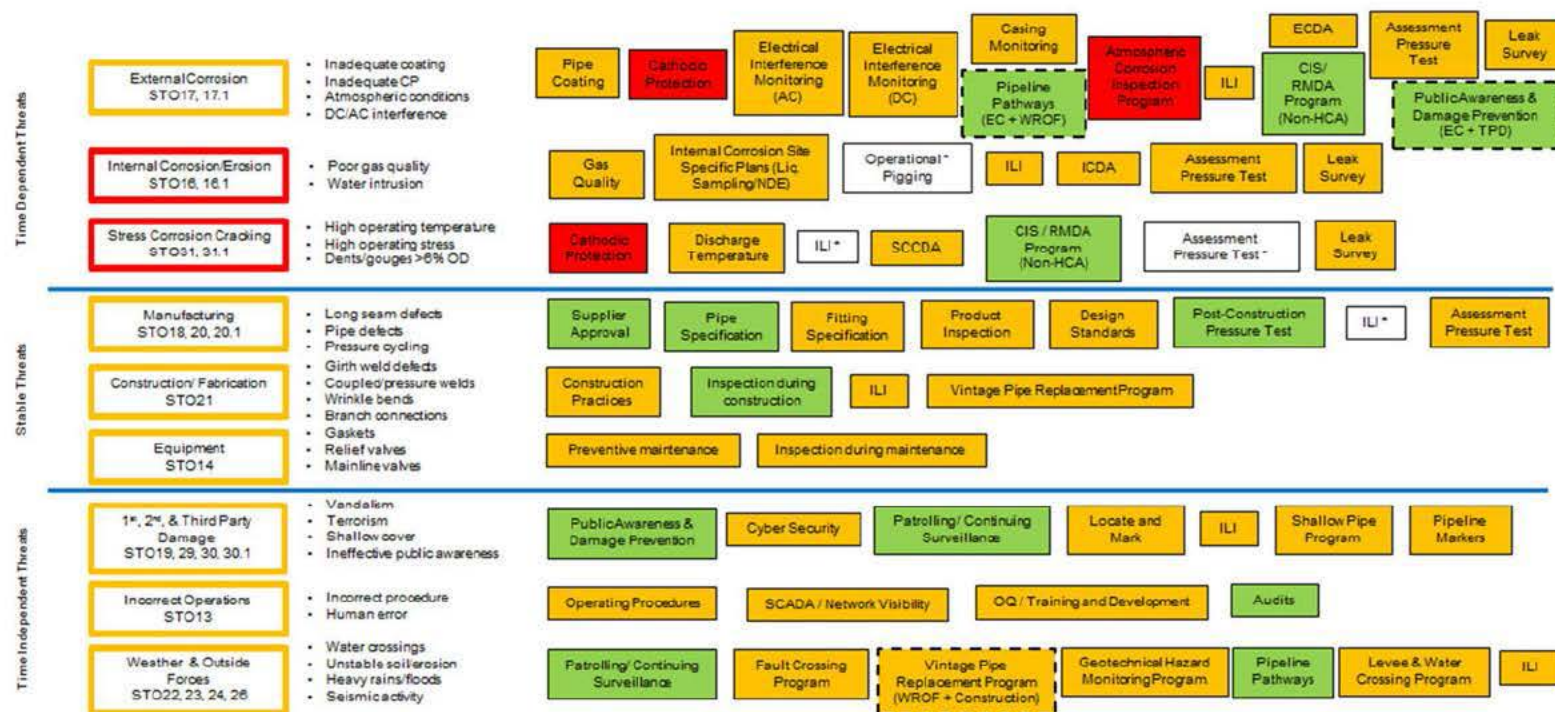 Time Dependent Threats
External Corrosion
STO17, 17.1
• Inadequate coating
• Inadequate CP
• Atmospheric conditions
• DC/AC interference
Pipe
Coating
Cathodic
Protection
Electrical
Interference
Monitoring
(AC)
Electrical
Interference
Monitoring
(DC)
Casing
Monitoring
Pipeline
Pathways
(EC + WROF)
Atmospheric
Corrosion
Inspection
Program
ILI
ECDA
CIS/
RMDA
Program
(Non-HCA)
Assessment
Pressure
Test
Leak
Survey
Public Awareness &
Damage Prevention
(EC + TPD)
Internal Corrosion/Erosion
STO16, 16.1
• Poor gas quality
• Water intrusion
Gas
Quality
Internal Corrosion Site
Specific Plans (Liq.
Sampling/NDE)
Operational *
Pigging
ILI
ICDA
Assessment
Pressure Test
Leak
Survey
Stress Corrosion Cracking
STO31, 31.1
• High operating temperature
• High operating stress
• Dents/gouges >6% OD
Cathodic
Protection
Discharge
Temperature
ILI *
SCCDA
CIS / RMDA
Program
(Non-HCA)
Assessment
Pressure Test *
Leak
Survey
Stable Threats
Manufacturing
STO18, 20, 20.1
• Long seam defects
• Pipe defects
• Pressure cycling
Supplier
Approval
Pipe
Specification
Fitting
Specification
Product
Inspection
Design
Standards
Post-Construction
Pressure Test
ILI *
Assessment
Pressure Test
Construction/ Fabrication
STO21
• Girth weld defects
• Coupled/pressure welds
• Wrinkle bends
• Branch connections
Construction
Practices
Inspection during
construction
ILI
Vintage Pipe Replacement Program
Equipment
STO14
• Gaskets
• Relief valves
• Mainline valves
Preventive maintenance
Inspection during maintenance
Time Independent Threats
1st, 2nd, & Third Party
Damage
STO19, 29, 30, 30.1
• Vandalism
• Terrorism
• Shallow cover
• Ineffective public awareness
Public Awareness &
Damage Prevention
Cyber Security
Patrolling/ Continuing
Surveillance
Locate and
Mark
ILI
Shallow Pipe
Program
Pipeline
Markers
Incorrect Operations
STO13
• Incorrect procedure
• Human error
Operating Procedures
SCADA / Network Visibility
OQ / Training and Development
Audits
Weather & Outside
Forces
STO22, 23, 24, 26
• Water crossings
• Unstable soil/erosion
• Heavy rains/floods
• Seismic activity
Patrolling/ Continuing
Surveillance
Fault Crossing
Program
Vintage Pipe
Replacement Program
(WROF + Construction)
Geotechnical Hazard
Monitoring Program
Pipeline
Pathways
Levee & Water
Crossing Program
ILI